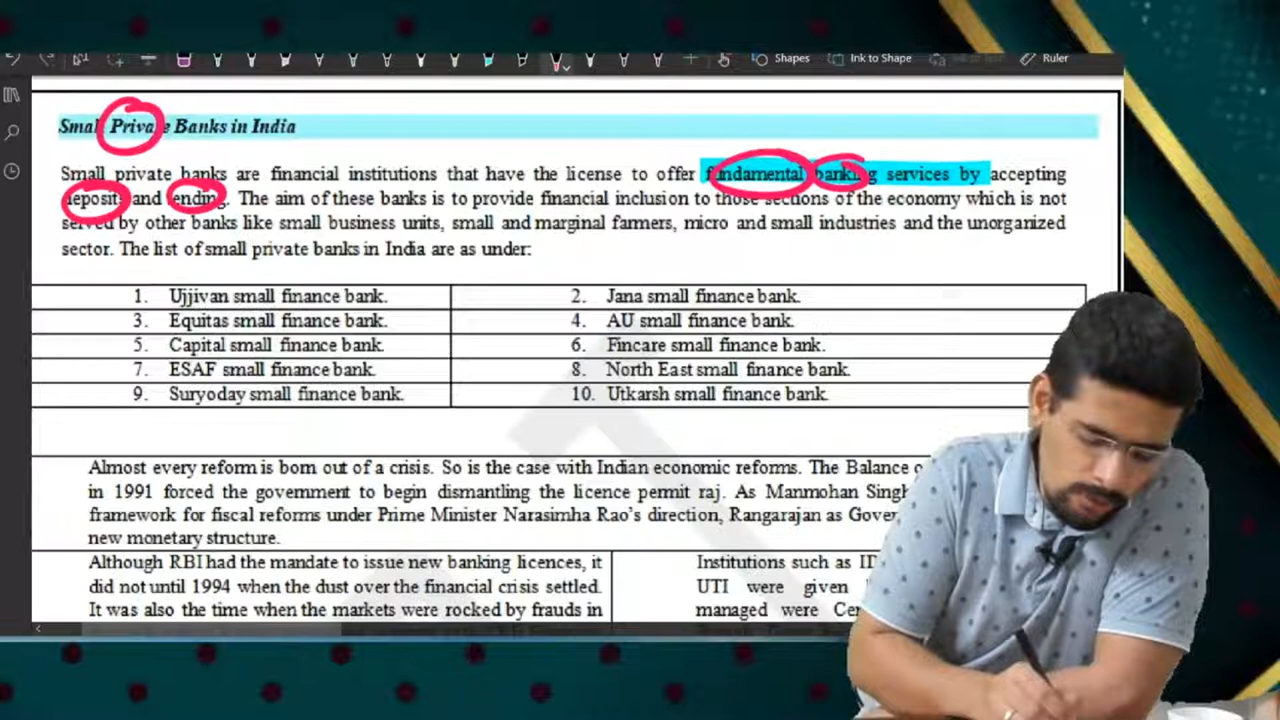 Shapes
Ink to Shape
Ruler
Small Private Banks in India
Small private banks are financial institutions that have the license to offer fundamental banking services by accepting
deposits and lending. The aim of these banks is to provide financial inclusion to those sections of the economy which is not
served by other banks like small business units, small and marginal farmers, micro and small industries and the unorganized
sector. The list of small private banks in India are as under:
1. Ujjivan small finance bank. 2. Jana small finance bank.
3. Equitas small finance bank. 4. AU small finance bank.
5. Capital small finance bank. 6. Fincare small finance bank.
7. ESAF small finance bank. 8. North East small finance bank.
9. Suryoday small finance bank. 10. Utkarsh small finance bank.
Almost every reform is born out of a crisis. So is the case with Indian economic reforms. The Balance o
in 1991 forced the government to begin dismantling the licence permit raj. As Manmohan Singh
framework for fiscal reforms under Prime Minister Narasimha Rao's direction, Rangarajan as Gover
new monetary structure.
Although RBI had the mandate to issue new banking licences, it
did not until 1994 when the dust over the financial crisis settled.
It was also the time when the markets were rocked by frauds in
Institutions such as ID
UTI were given
managed were Cen